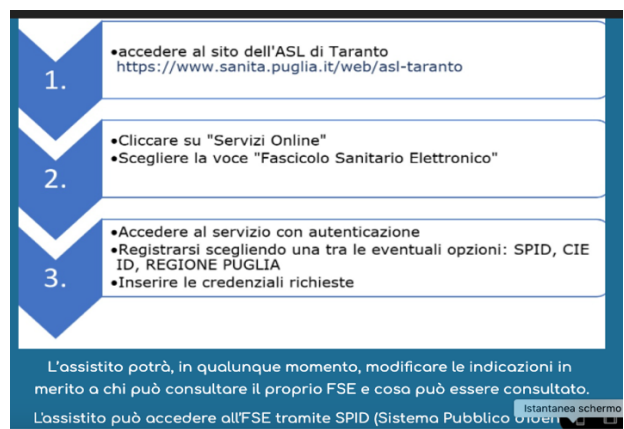 1.
•accedere al sito dell'ASL di Taranto
https://www.sanita.puglia.it/web/asl-taranto
2.
•Cliccare su "Servizi Online"
•Scegliere la voce "Fascicolo Sanitario Elettronico"
3.
•Accedere al servizio con autenticazione
•Registrarsi scegliendo una tra le eventuali opzioni: SPID, CIE
ID, REGIONE PUGLIA
•Inserire le credenziali richieste
L'assistito potrà, in qualunque momento, modificare le indicazioni in
merito a chi può consultare il proprio FSE e cosa può essere consultato.
Istantanea schermo
L'assistito può accedere all'FSE tramite SPID (Sistema Pubblico